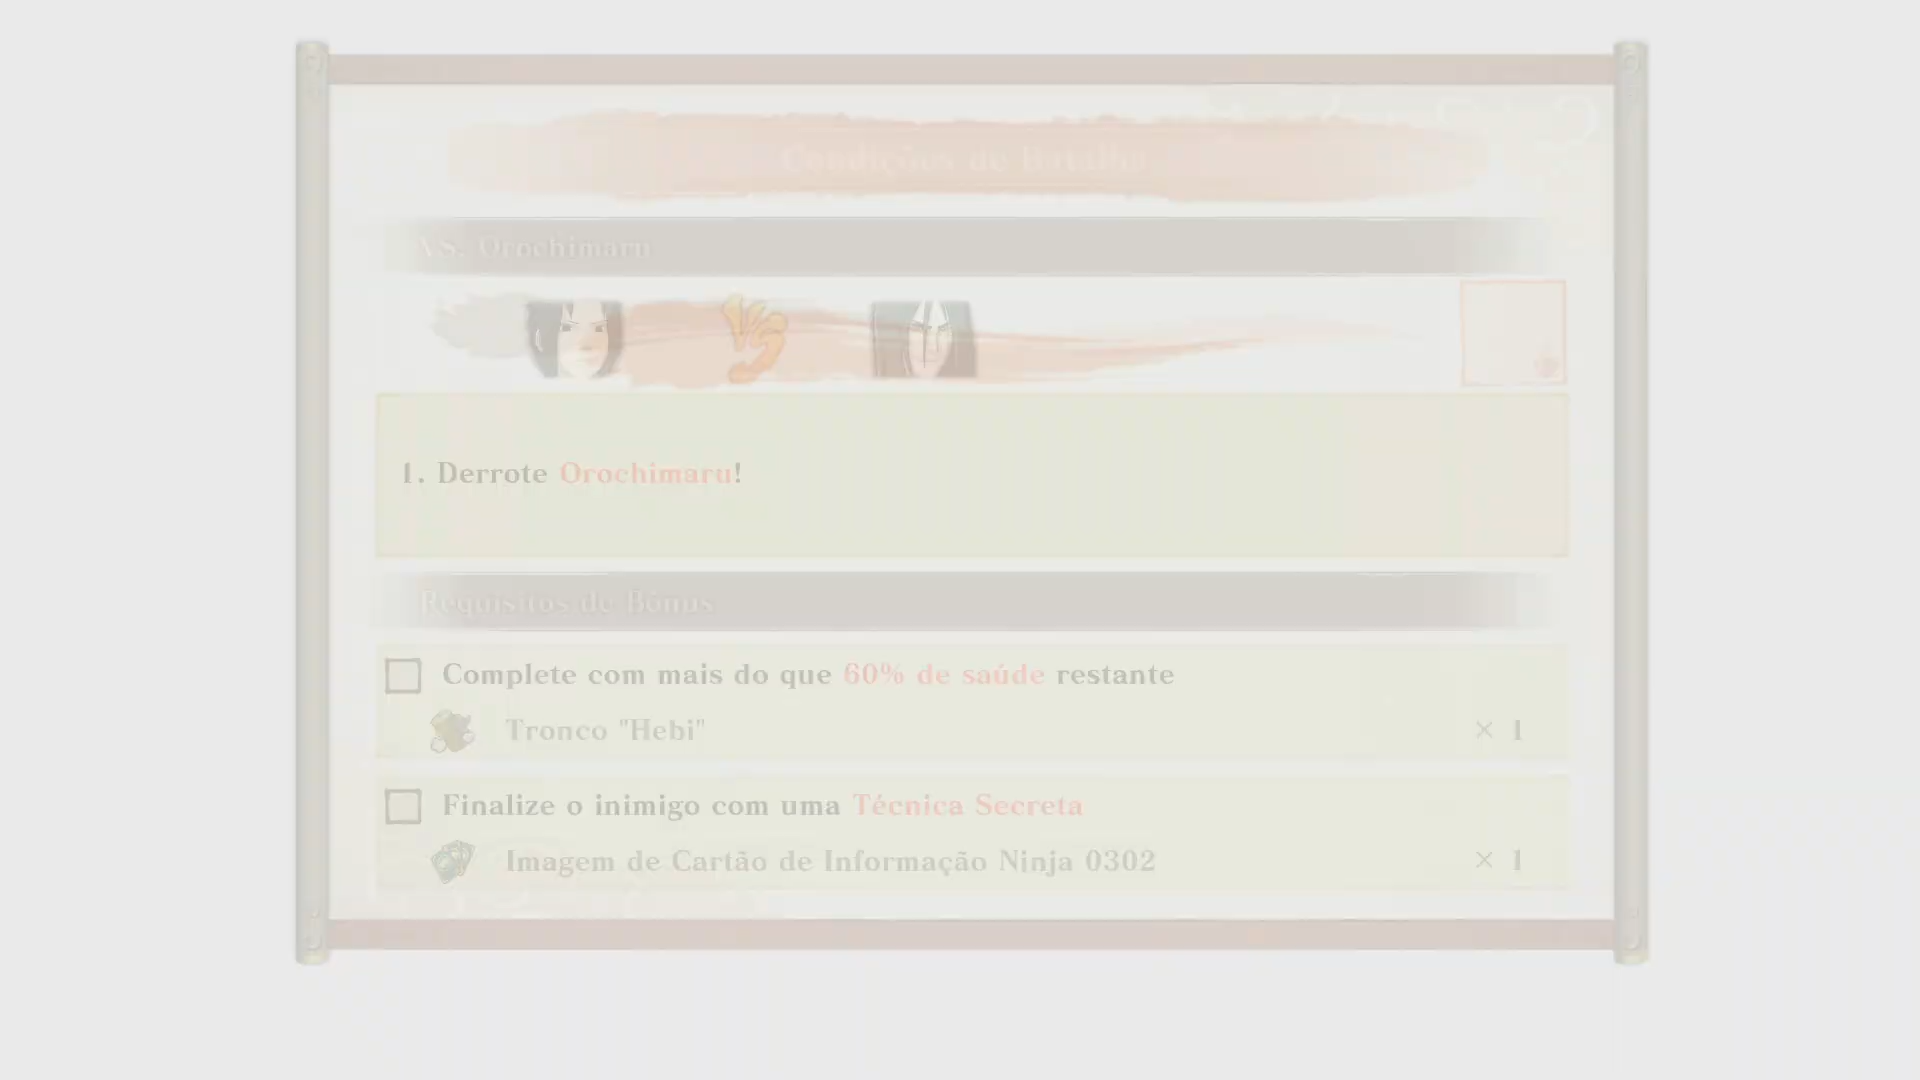 Condições de Batalha
VS. Orochimaru
VS
1. Derrote Orochimaru!
Requisitos de Bônus
Complete com mais do que 60% de saúde restante
Tronco "Hebi" × 1
Finalize o inimigo com uma Técnica Secreta
Imagem de Cartão de Informação Ninja 0302 × 1